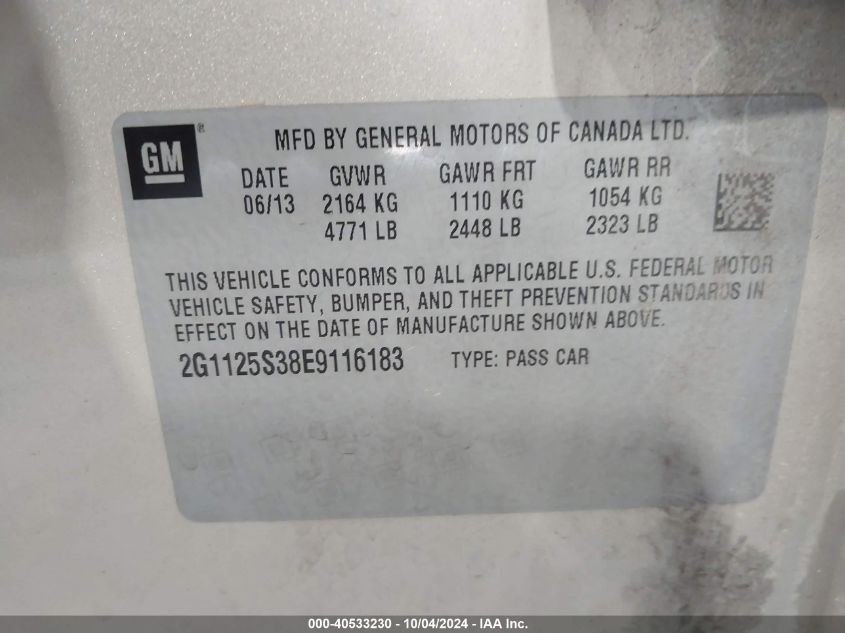 GM®
MFD BY GENERAL MOTORS OF CANADA LTD.
DATE GVWR GAWR FRT GAWR RR
06/13 2164 KG 1110 KG 1054 KG
4771 LB 2448 LB 2323 LB
THIS VEHICLE CONFORMS TO ALL APPLICABLE U.S. FEDERAL MOTOR
VEHICLE SAFETY, BUMPER, AND THEFT PREVENTION STANDARDS IN
EFFECT ON THE DATE OF MANUFACTURE SHOWN ABOVE.
2G1125S38E9116183 TYPE: PASS CAR
000-40533230 - 10/04/2024 - IAA Inc.